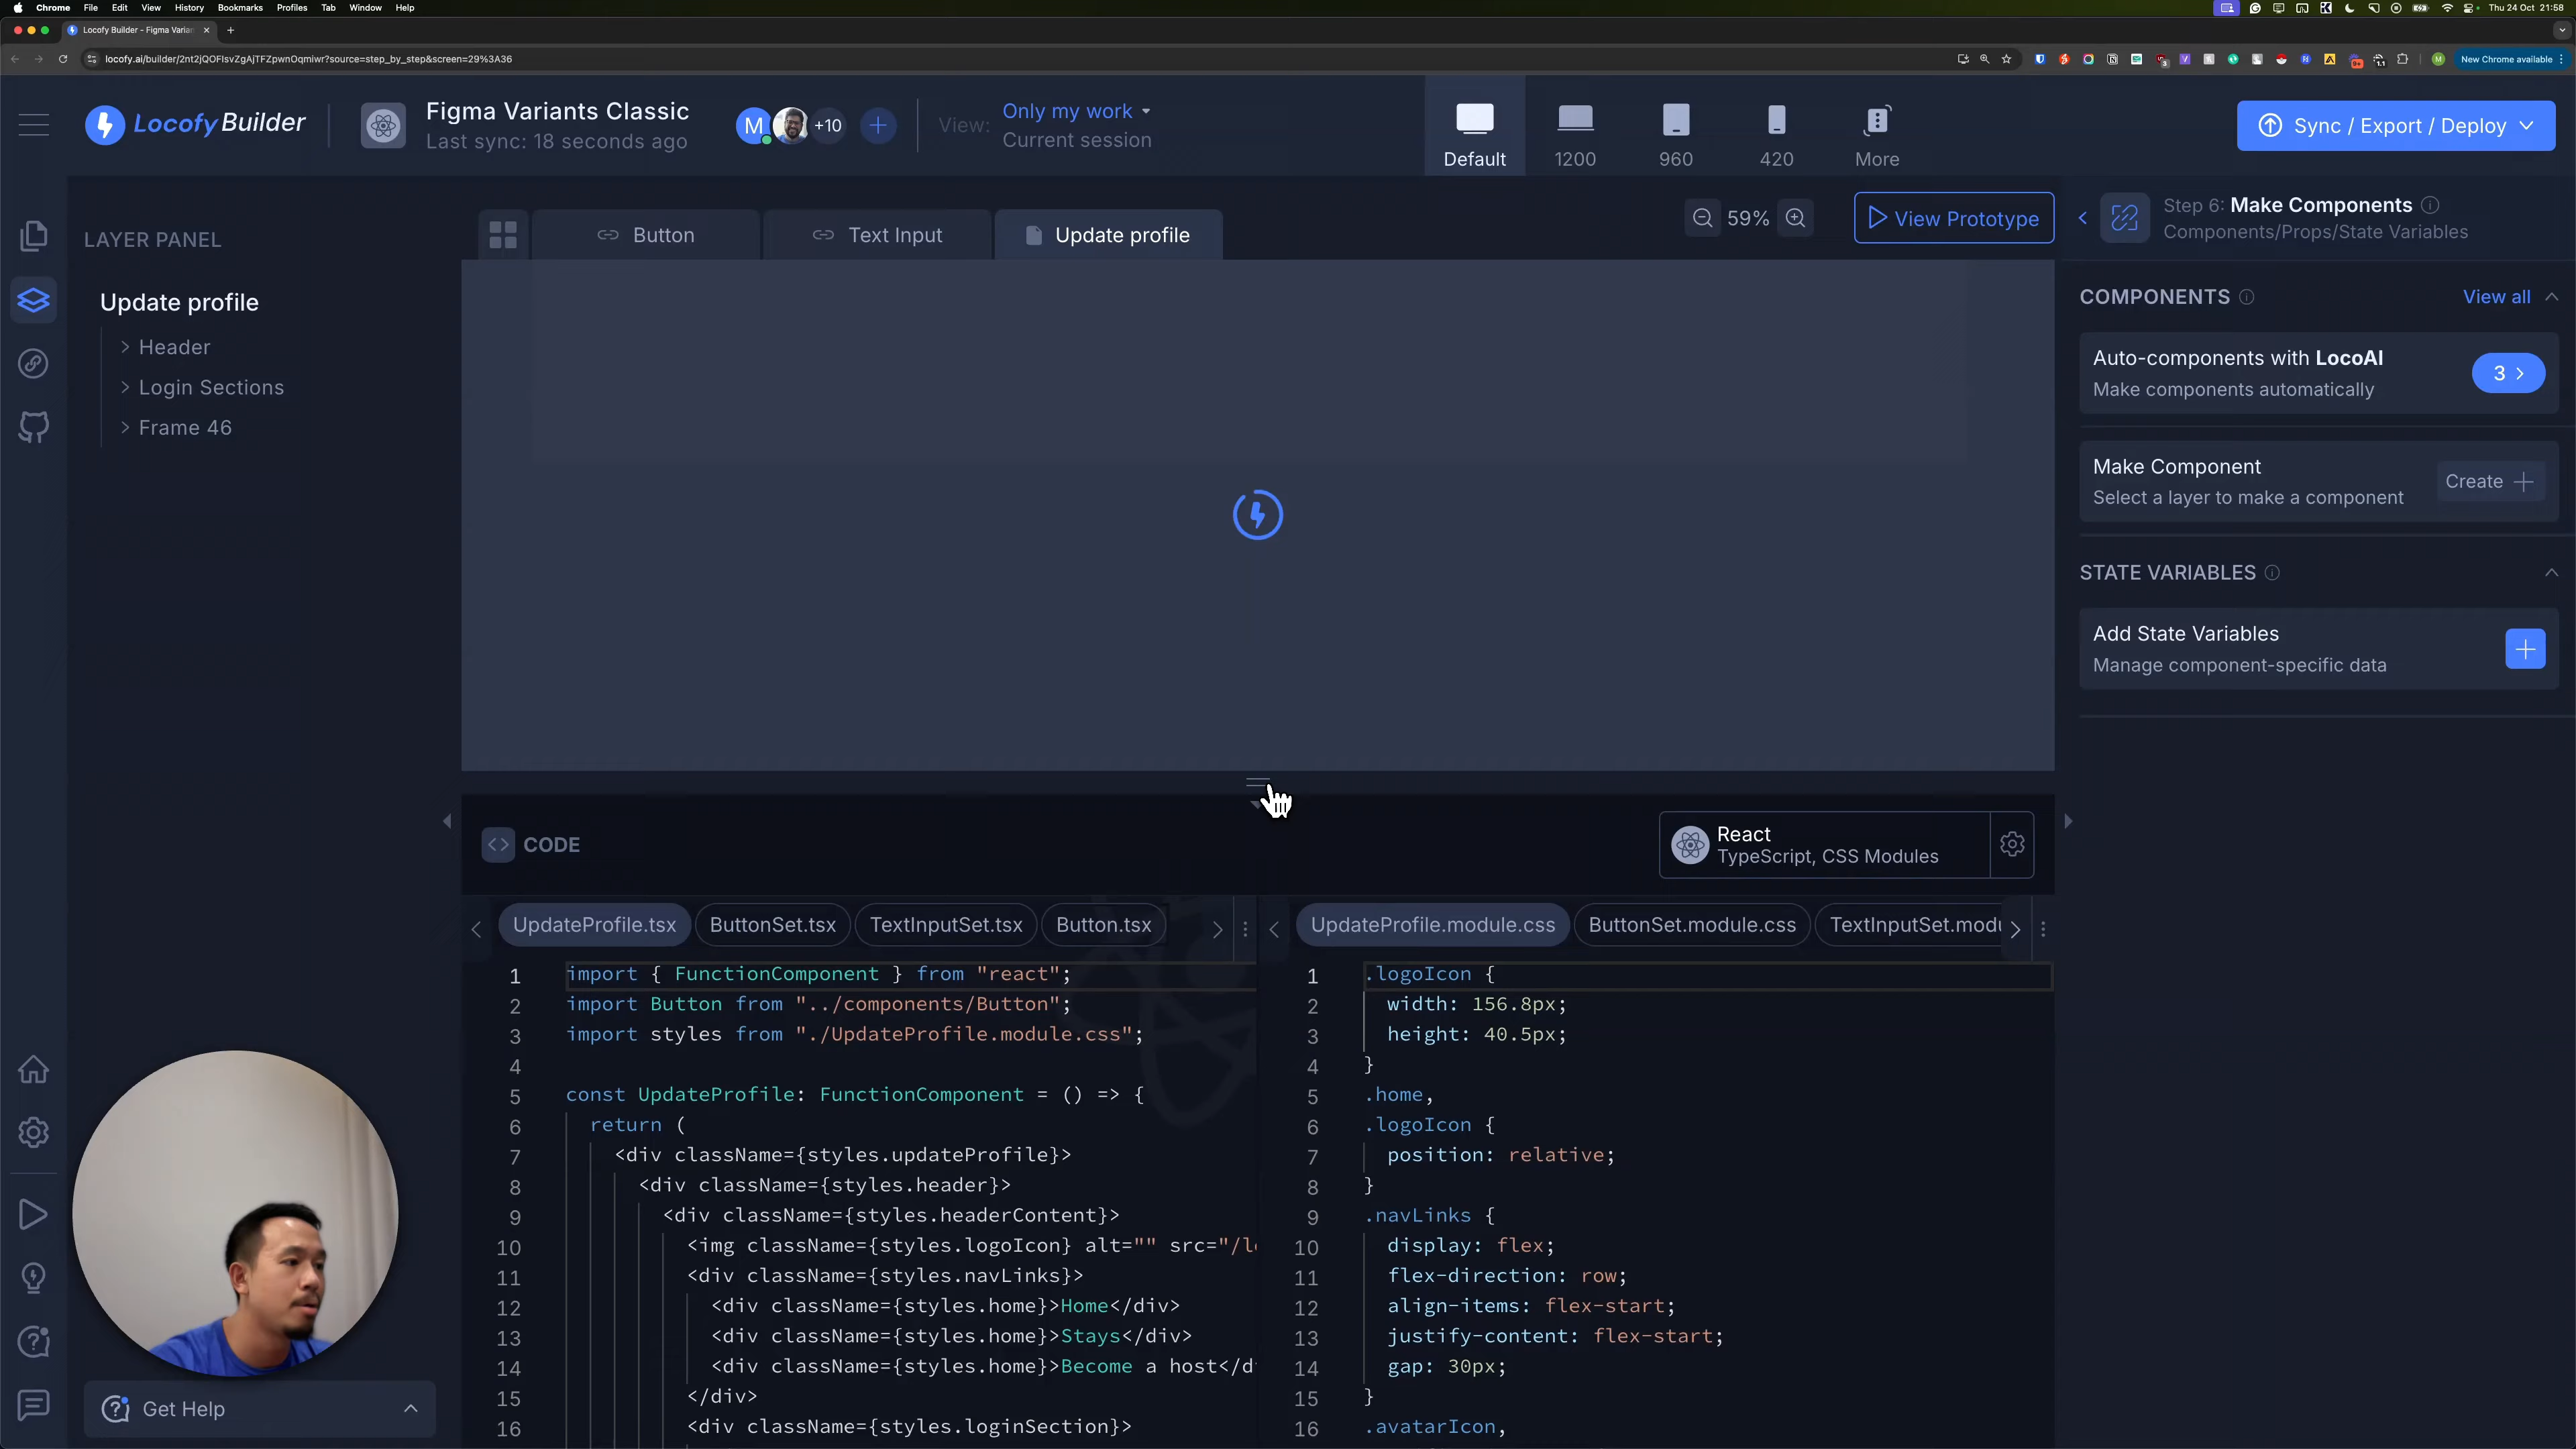 Chrome File Edit View History Bookmarks Profiles Tab Window Help
Thu 24 Oct 21:58
Locofy Builder - Figma Varian
locofy.ai/builder/2nt2jQOFIsvZgAjTFZpwnOqmiwr?source=step_by_step&screen=29%3A36
New Chrome available
Locofy Builder
Figma Variants Classic
Last sync: 18 seconds ago
M
+10
View:
Only my work
Current session
Default
1200
960
420
More
Sync / Export / Deploy
LAYER PANEL
Update profile
Header
Login Sections
Frame 46
Button
Text Input
Update profile
59%
View Prototype
Step 6: Make Components
Components/Props/State Variables
COMPONENTS
View all
Auto-components with LocoAI
Make components automatically
3
Make Component
Select a layer to make a component
Create
STATE VARIABLES
Add State Variables
Manage component-specific data
CODE
React
TypeScript, CSS Modules
UpdateProfile.tsx
ButtonSet.tsx
TextInputSet.tsx
Button.tsx
1 import { FunctionComponent } from "react";
2 import Button from "../components/Button";
3 import styles from "./UpdateProfile.module.css";
4
5 const UpdateProfile: FunctionComponent = () => {
6 return (
7 <div className={styles.updateProfile}>
8 <div className={styles.header}>
9 <div className={styles.headerContent}>
10 <img className={styles.logoIcon} alt="" src="/l
11 <div className={styles.navLinks}>
12 <div className={styles.home}>Home</div>
13 <div className={styles.home}>Stays</div>
14 <div className={styles.home}>Become a host</di
15 </div>
16 <div className={styles.loginSection}>
UpdateProfile.module.css
ButtonSet.module.css
TextInputSet.modu
1 .logoIcon {
2 width: 156.8px;
3 height: 40.5px;
4 }
5 .home,
6 .logoIcon {
7 position: relative;
8 }
9 .navLinks {
10 display: flex;
11 flex-direction: row;
12 align-items: flex-start;
13 justify-content: flex-start;
14 gap: 30px;
15 }
16 .avatarIcon,
Get Help